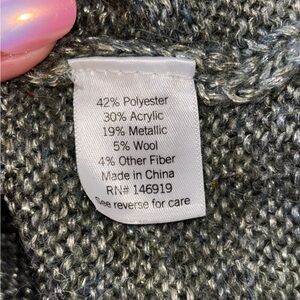 42% Polyester
30% Acrylic
19% Metallic
5% Wool
4% Other Fiber
Made in China
RN# 146919
See reverse for care